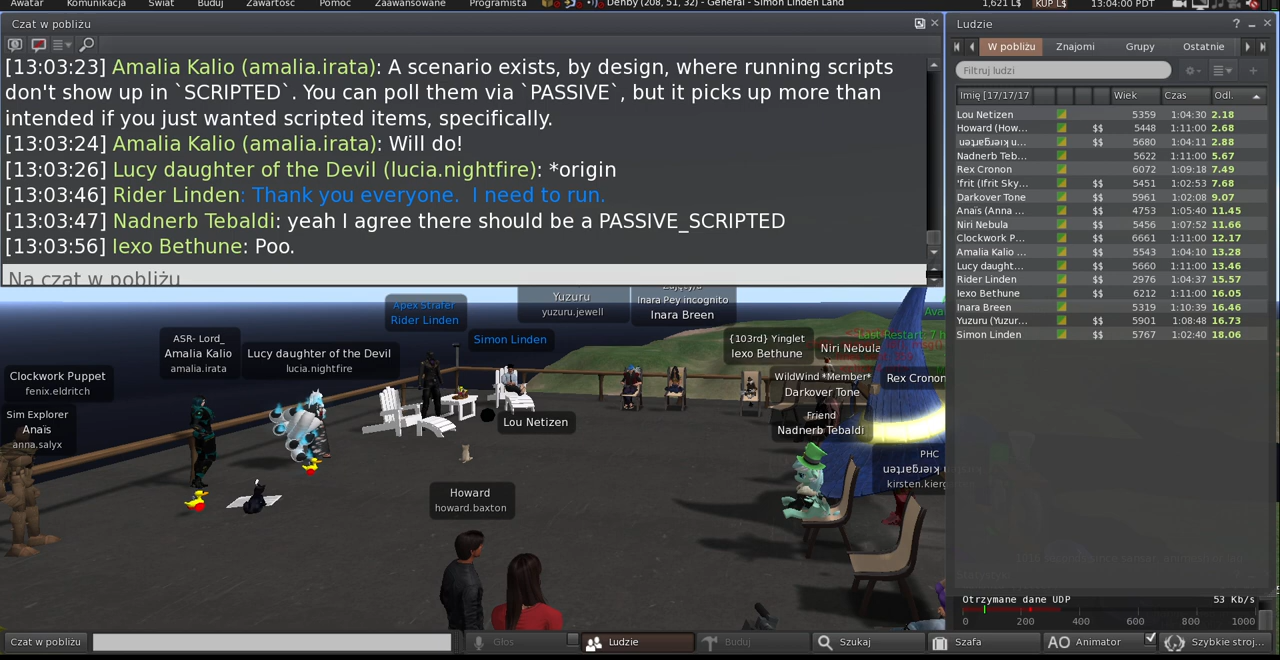 Awatar Komunikacja Świat Buduj Zawartość Pomoc Zaawansowane Programista Denby (208, 51, 32) - General - Simon Linden Land 1,621 L$ KUP L$ 13:04:00 PDT
Czat w pobliżu
[13:03:23] Amalia Kalio (amalia.irata): A scenario exists, by design, where running scripts
don't show up in `SCRIPTED`. You can poll them via `PASSIVE`, but it picks up more than
intended if you just wanted scripted items, specifically.
[13:03:24] Amalia Kalio (amalia.irata): Will do!
[13:03:26] Lucy daughter of the Devil (lucia.nightfire): *origin
[13:03:46] Rider Linden: Thank you everyone.  I need to run.
[13:03:47] Nadnerb Tebaldi: yeah I agree there should be a PASSIVE_SCRIPTED
[13:03:56] Iexo Bethune: Poo.
Na czat w pobliżu
Ludzie
W pobliżu Znajomi Grupy Ostatnie
Filtruj ludzi
Imię [17/17/17 Wiek Czas Odl.
Lou Netizen 5359 1:04:30 2.18
Howard (How... $$ 5448 1:11:00 2.68
$$ 5680 1:04:11 2.88
Nadnerb Teb... 5622 1:11:00 5.67
Rex Cronon 6072 1:09:18 7.49
'frit (Ifrit Sky... $$ 5451 1:02:53 7.68
Darkover Tone $$ 5961 1:02:08 9.07
Anaïs (Anna ... $$ 4753 1:05:40 11.45
Niri Nebula $$ 5456 1:07:52 11.66
Clockwork P... $$ 6661 1:11:00 12.17
Amalia Kalio ... $$ 5543 1:04:10 13.28
Lucy daught... $$ 5660 1:11:00 13.46
Rider Linden $$ 2976 1:04:37 15.57
Iexo Bethune $$ 6212 1:11:00 16.05
Inara Breen 5319 1:10:39 16.46
Yuzuru (Yuzur... $$ 5901 1:08:48 16.73
Simon Linden $$ 5767 1:02:40 18.06
Apex Strafer
Rider Linden
Yuzuru
yuzuru.jewell
Inara Pey incognito
Inara Breen
Simon Linden
ASR- Lord_
Amalia Kalio
amalia.irata
Lucy daughter of the Devil
lucia.nightfire
{103rd} Yinglet
Iexo Bethune
Niri Nebula
Last Restart: 7 h
Clockwork Puppet
fenix.eldritch
WildWind *Member*
Darkover Tone
Rex Cronon
Sim Explorer
Anaïs
anna.salyx
Lou Netizen
Friend
Nadnerb Tebaldi
PHC
kirsten.kierg
Howard
howard.baxton
Otrzymane dane UDP 53 Kb/s
0 200 400 600 800 1000
Czat w pobliżu Głos Ludzie Buduj Szukaj Szafa AO Animator Szybkie stroj...